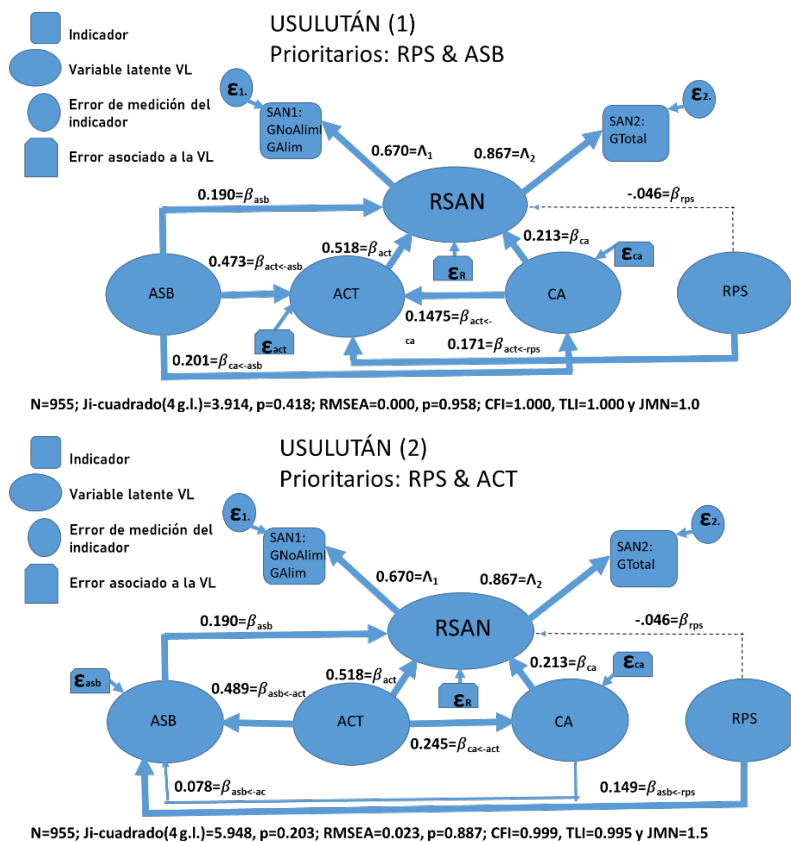 USULUTÁN (1)
Prioritarios: RPS & ASB
Indicador
Variable latente VL
Error de medición del
indicador
Error asociado a la VL
ε1.
SAN1:
GNoAliml
GAlim
SAN2:
GTotal
ε2.
0.670=Λ1
0.867=Λ2
RSAN
0.190=βasb
-.046=βrps
0.518=βact
0.213=βca
0.473=βact<-asb
εR
εca
ASB
ACT
CA
RPS
εact
0.1475=βact<-
ca
0.201=βca<-asb
0.171=βact<-rps
N=955; Ji-cuadrado(4 g.l.)=3.914, p=0.418; RMSEA=0.000, p=0.958; CFI=1.000, TLI=1.000 y JMN=1.0
USULUTÁN (2)
Prioritarios: RPS & ACT
Indicador
Variable latente VL
Error de medición del
indicador
Error asociado a la VL
ε1.
SAN1:
GNoAliml
GAlim
SAN2:
GTotal
ε2.
0.670=Λ1
0.867=Λ2
RSAN
0.190=βasb
-.046=βrps
0.518=βact
0.213=βca
εasb
0.489=βasb<-act
εR
εca
ASB
ACT
CA
RPS
0.245=βca<-act
0.078=βasb<-ac
0.149=βasb<-rps
N=955; Ji-cuadrado(4 g.l.)=5.948, p=0.203; RMSEA=0.023, p=0.887; CFI=0.999, TLI=0.995 y JMN=1.5